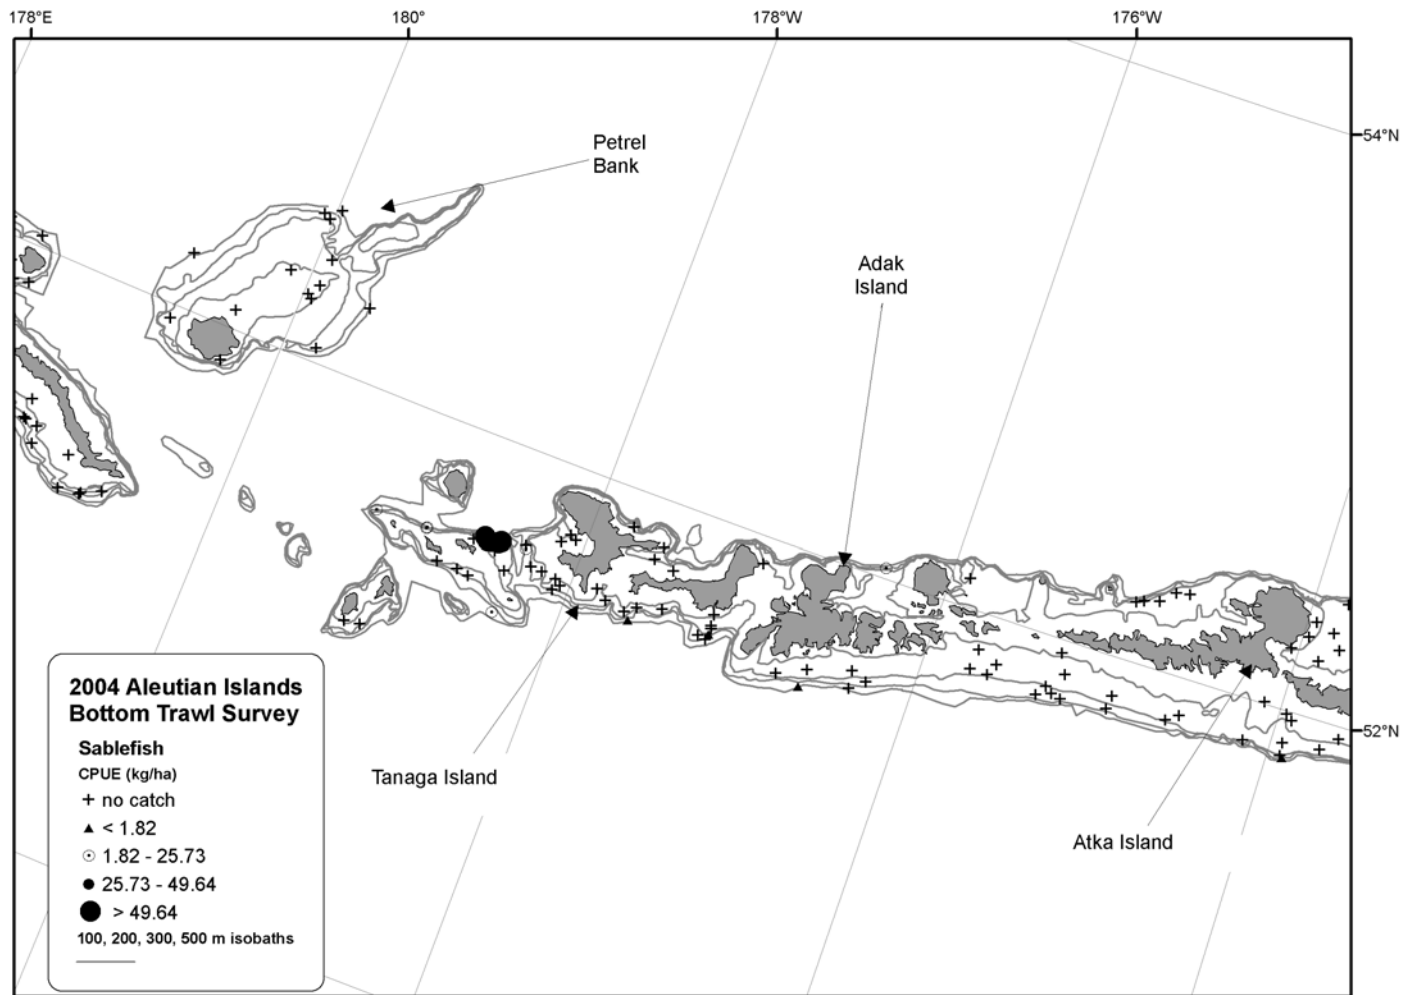 178°E
180°
178°W
176°W
54°N
Petrel
Bank
Adak
Island
2004 Aleutian Islands
Bottom Trawl Survey
Sablefish
CPUE (kg/ha)
no catch
< 1.82
1.82 - 25.73
25.73 - 49.64
> 49.64
100, 200, 300, 500 m isobaths
Tanaga Island
52°N
Atka Island